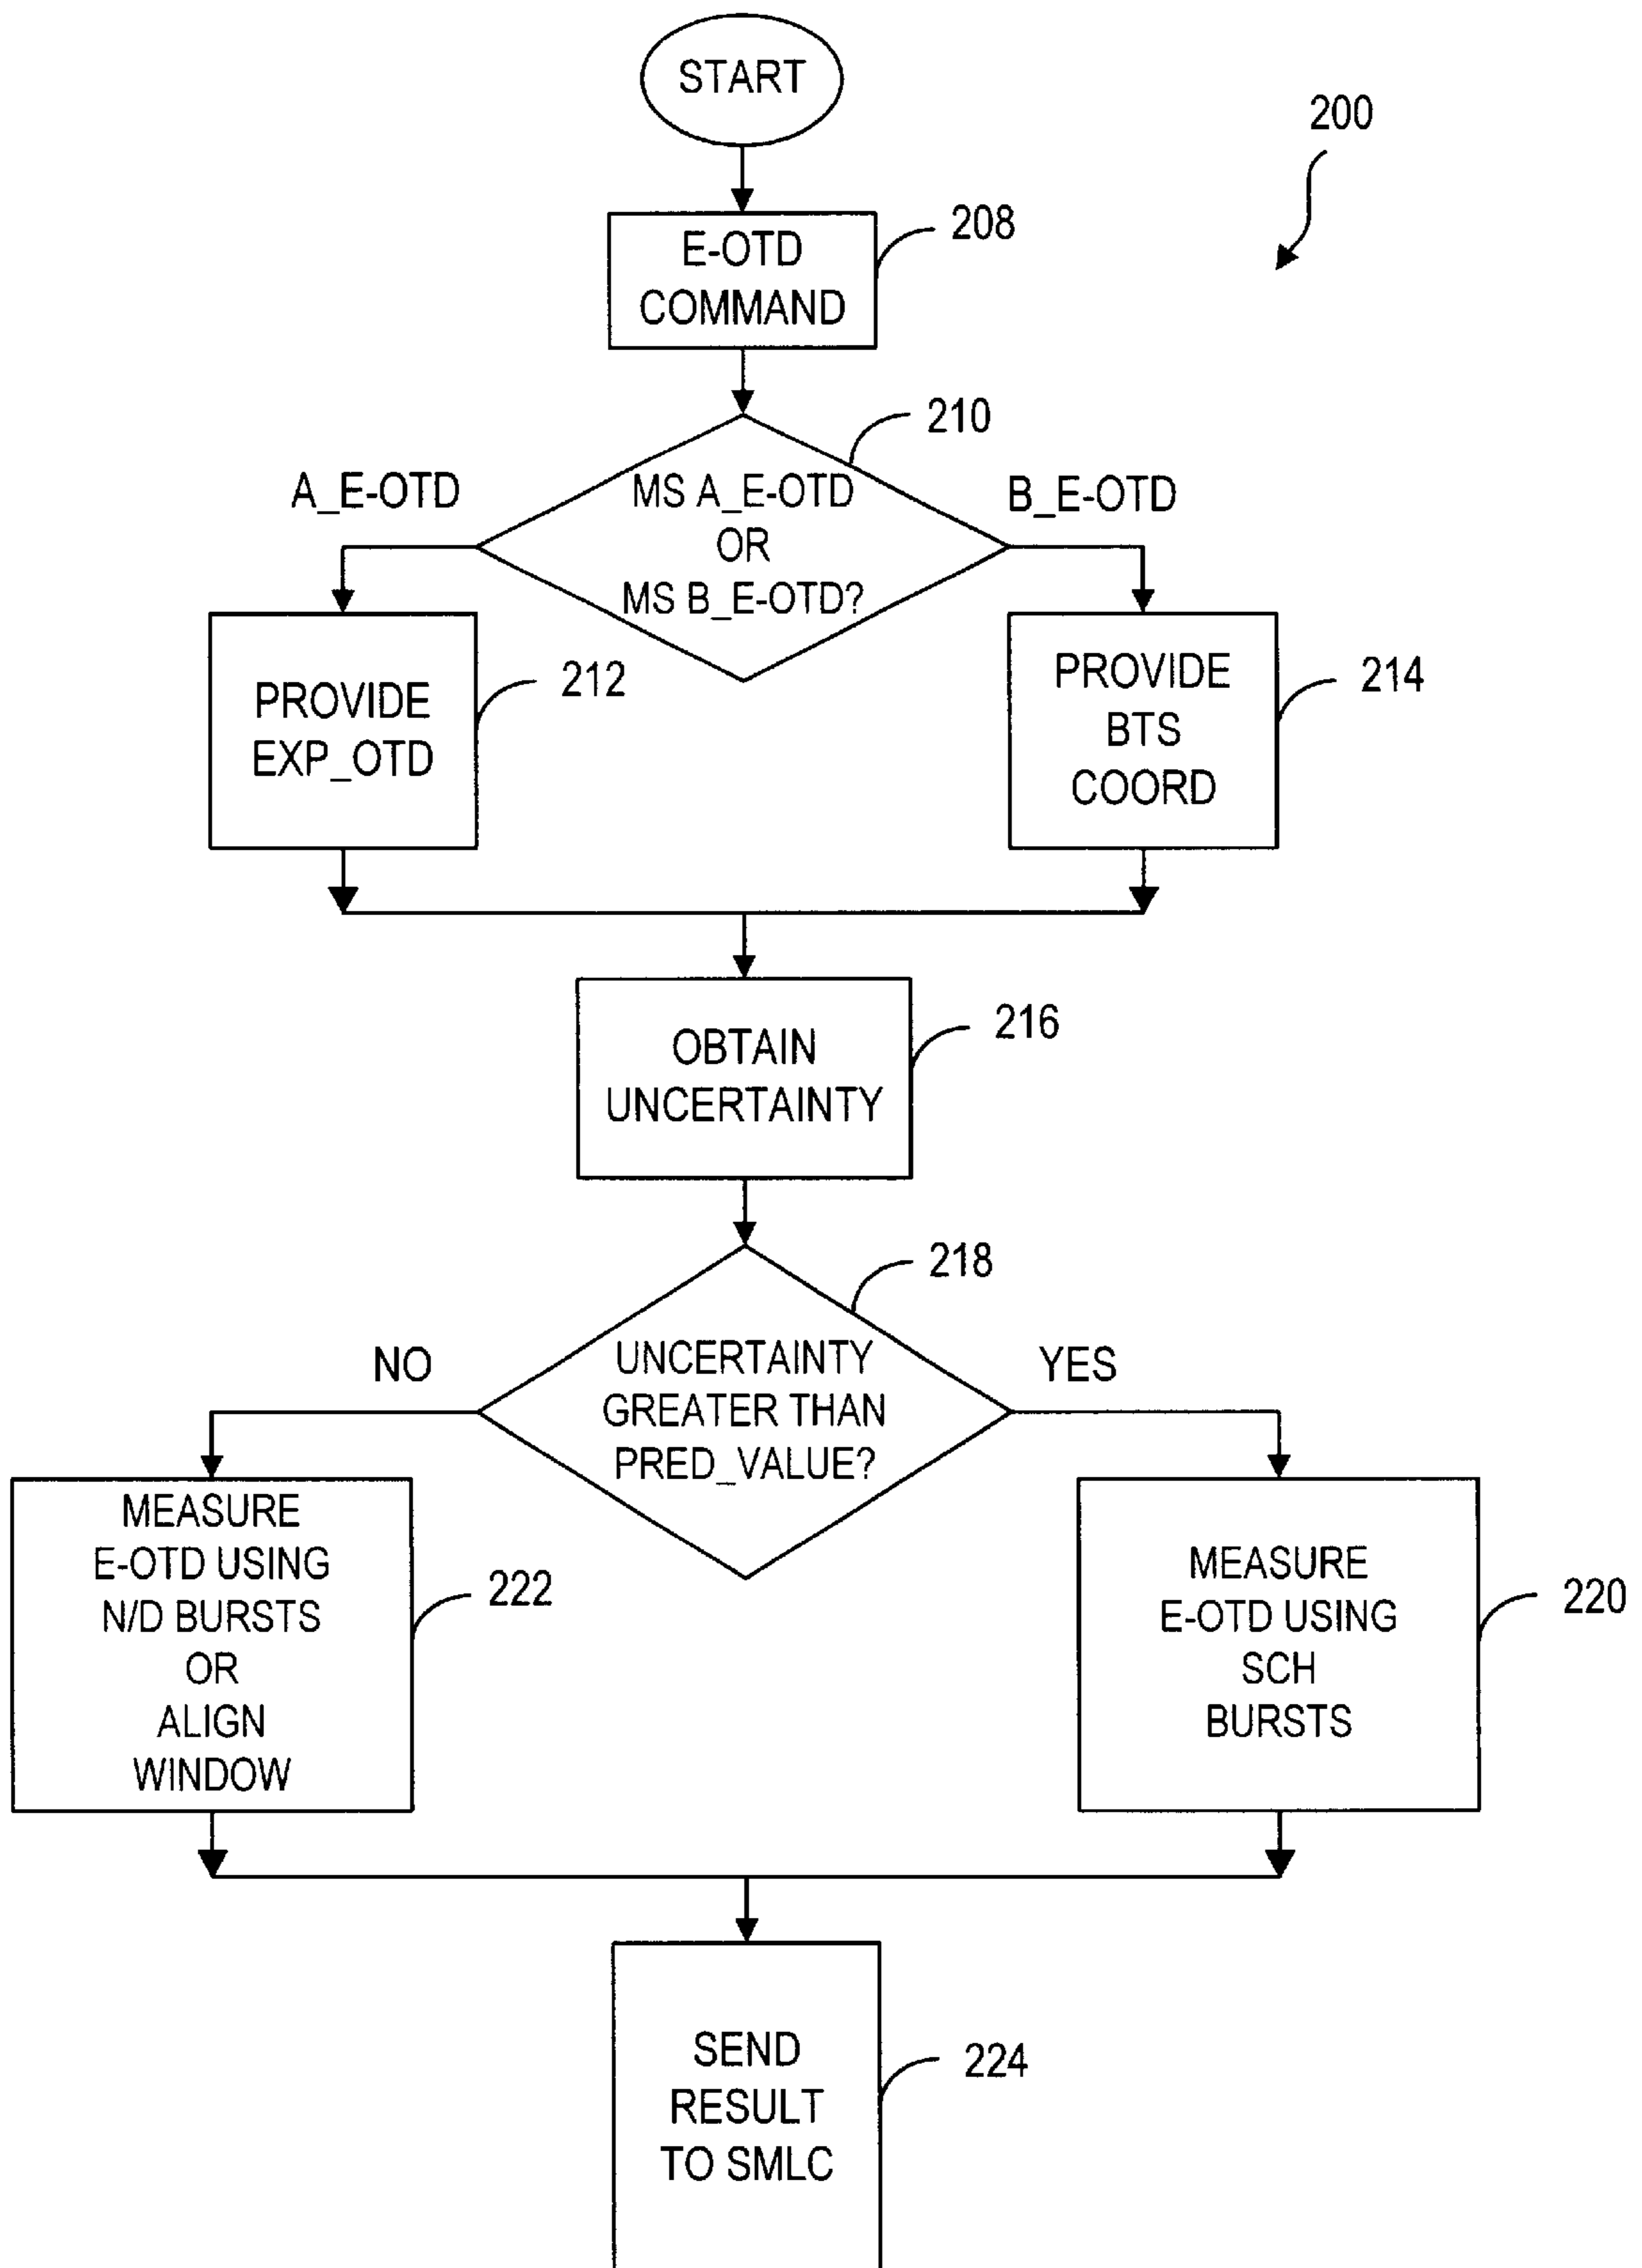 START
200
E-OTD
COMMAND
208
210
A_E-OTD
MS A_E-OTD
OR
MS B_E-OTD?
B_E-OTD
PROVIDE
EXP_OTD
212
PROVIDE
BTS
COORD
214
OBTAIN
UNCERTAINTY
216
218
NO
UNCERTAINTY
GREATER THAN
PRED_VALUE?
YES
MEASURE
E-OTD USING
N/D BURSTS
OR
ALIGN
WINDOW
222
MEASURE
E-OTD USING
SCH
BURSTS
220
SEND
RESULT
TO SMLC
224